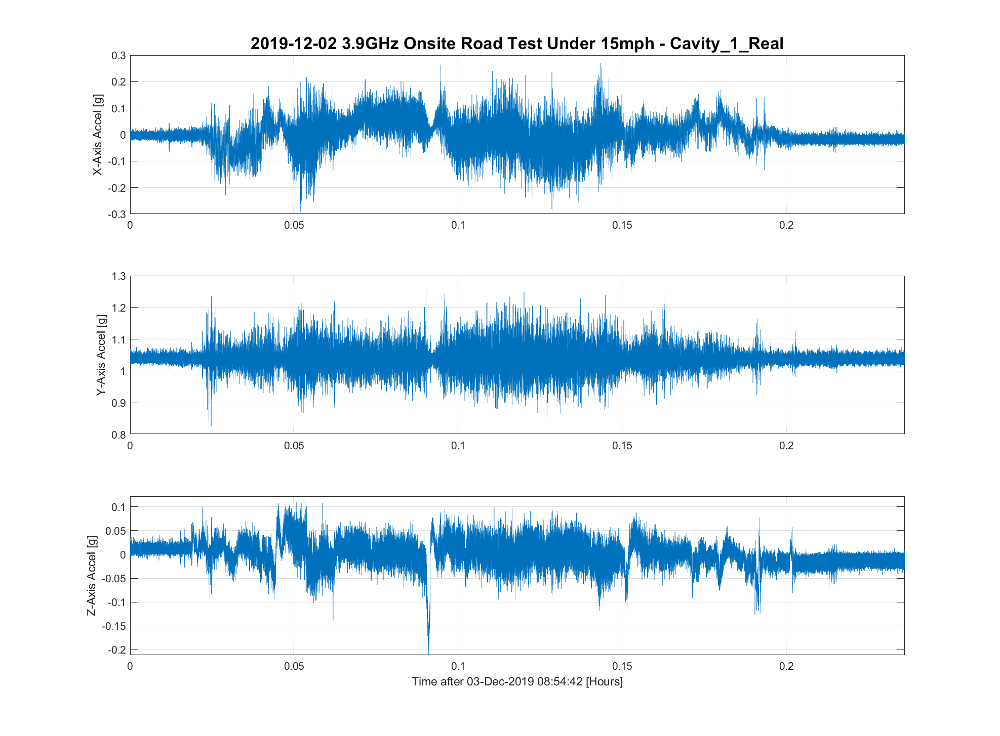 2019-12-02 3.9GHz Onsite Road Test Under 15mph - Cavity_1_Real
X-Axis Accel [g]
0.3
0.2
0.1
0
-0.1
-0.2
-0.3
0 0.05 0.1 0.15 0.2
Y-Axis Accel [g]
1.3
1.2
1.1
1
0.9
0.8
0 0.05 0.1 0.15 0.2
Z-Axis Accel [g]
0.1
0.05
0
-0.05
-0.1
-0.15
-0.2
0 0.05 0.1 0.15 0.2
Time after 03-Dec-2019 08:54:42 [Hours]